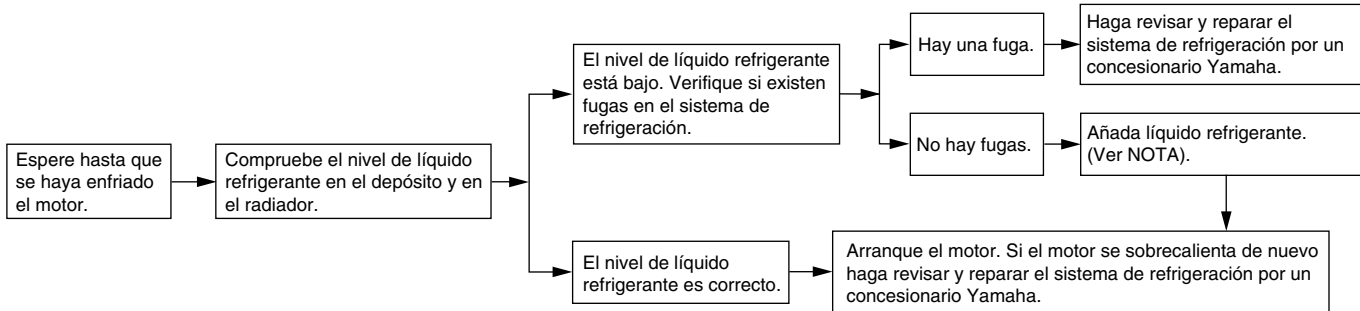 Espere hasta que
se haya enfriado
el motor.
Compruebe el nivel de líquido
refrigerante en el depósito y en
el radiador.
El nivel de líquido refrigerante
está bajo. Verifique si existen
fugas en el sistema de
refrigeración.
Hay una fuga.
Haga revisar y reparar el
sistema de refrigeración por un
concesionario Yamaha.
No hay fugas.
Añada líquido refrigerante.
(Ver NOTA).
El nivel de líquido
refrigerante es correcto.
Arranque el motor. Si el motor se sobrecalienta de nuevo
haga revisar y reparar el sistema de refrigeración por un
concesionario Yamaha.